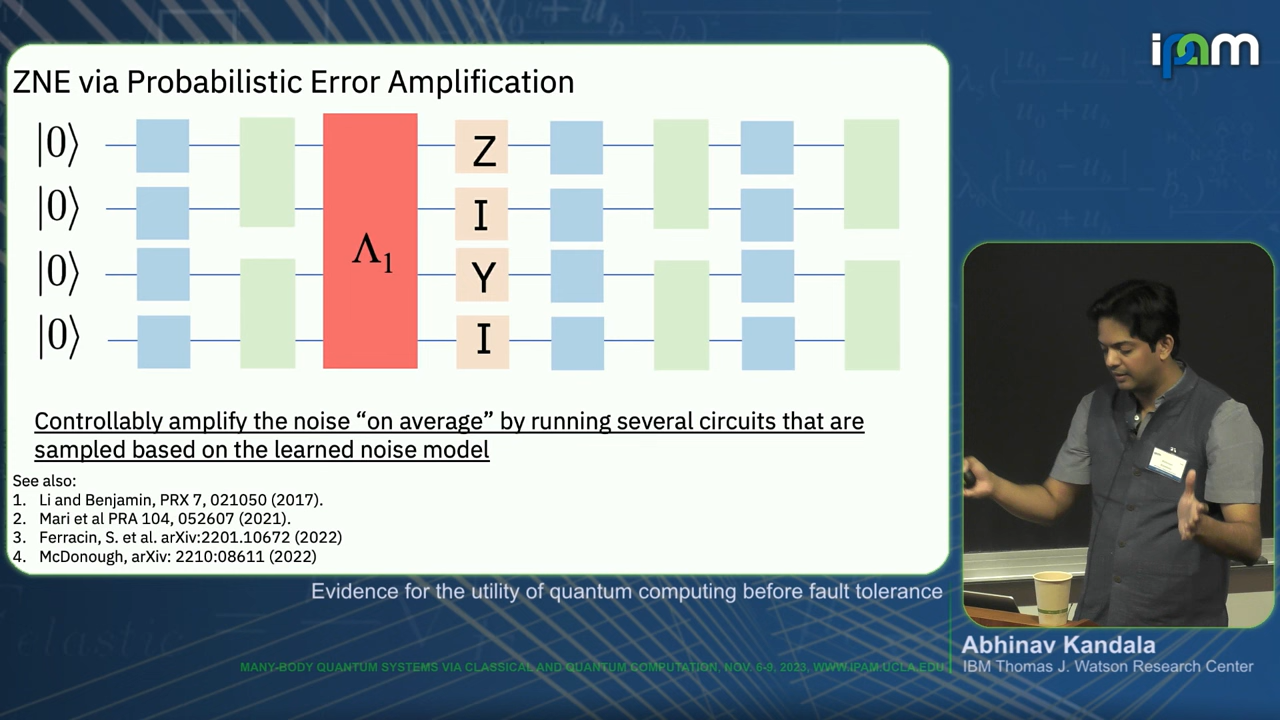 ipam
ZNE via Probabilistic Error Amplification
|0⟩
Z
|0⟩
I
Λ₁
|0⟩
Y
|0⟩
I
Controllably amplify the noise “on average” by running several circuits that are
sampled based on the learned noise model
See also:
1. Li and Benjamin, PRX 7, 021050 (2017).
2. Mari et al PRA 104, 052607 (2021).
3. Ferracin, S. et al. arXiv:2201.10672 (2022)
4. McDonough, arXiv: 2210:08611 (2022)
Evidence for the utility of quantum computing before fault tolerance
Abhinav Kandala
IBM Thomas J. Watson Research Center
MANY-BODY QUANTUM SYSTEMS VIA CLASSICAL AND QUANTUM COMPUTATION, NOV. 6-9, 2023, WWW.IPAM.UCLA.EDU